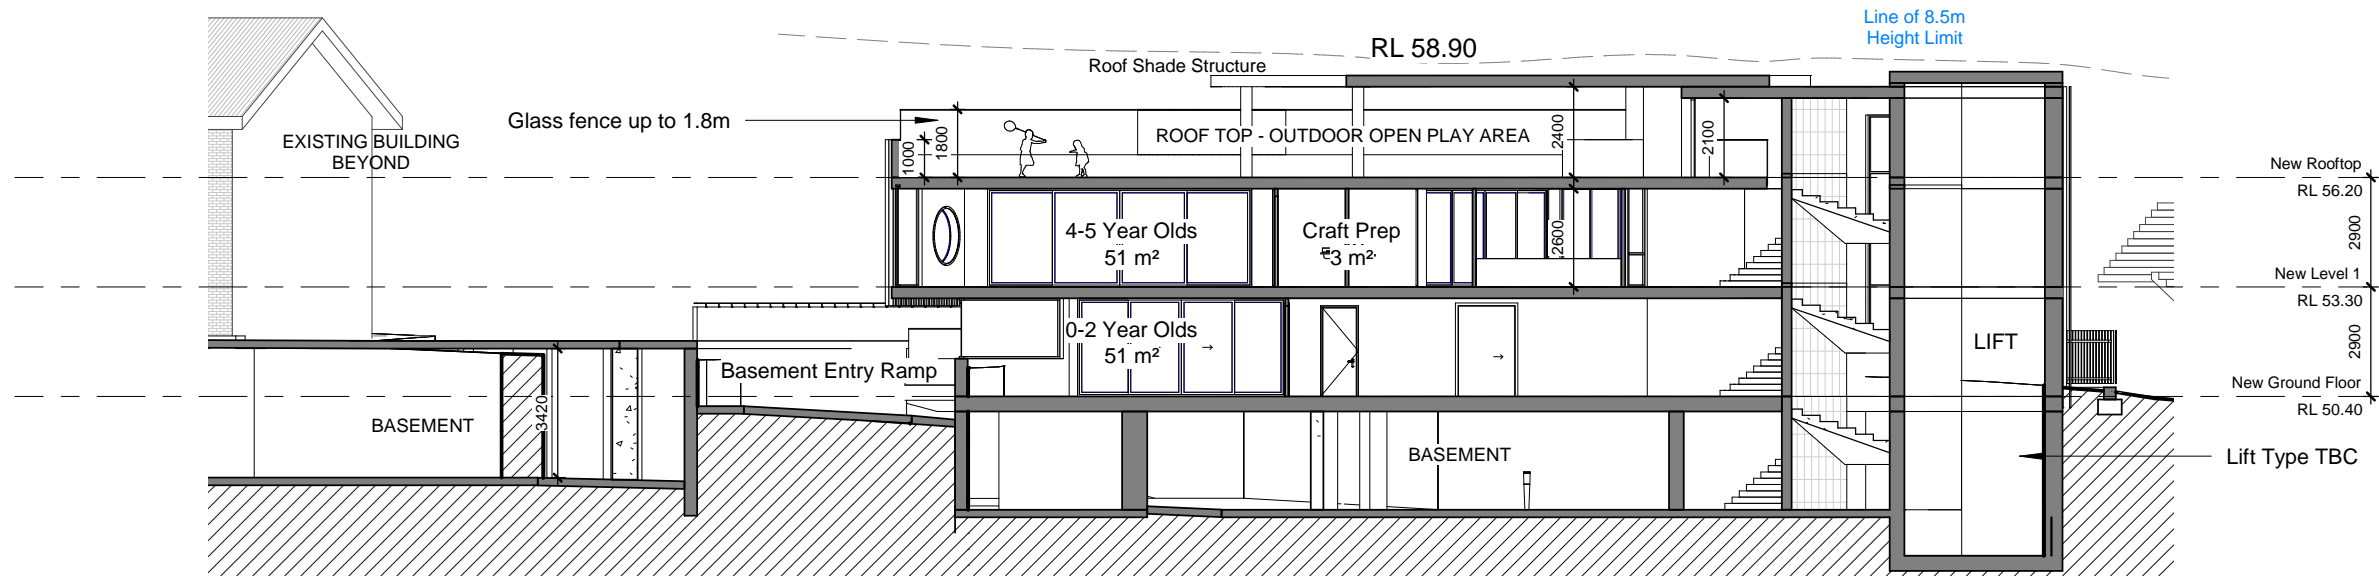 Line of 8.5m
Height Limit
RL 58.90
Roof Shade Structure
Glass fence up to 1.8m
EXISTING BUILDING
BEYOND
ROOF TOP - OUTDOOR OPEN PLAY AREA
1000
1800
2400
2100
New Rooftop
RL 56.20
2900
4-5 Year Olds
51 m²
Craft Prep
3 m²
2600
New Level 1
RL 53.30
2900
0-2 Year Olds
51 m²
LIFT
Basement Entry Ramp
New Ground Floor
RL 50.40
BASEMENT
3420
BASEMENT
Lift Type TBC